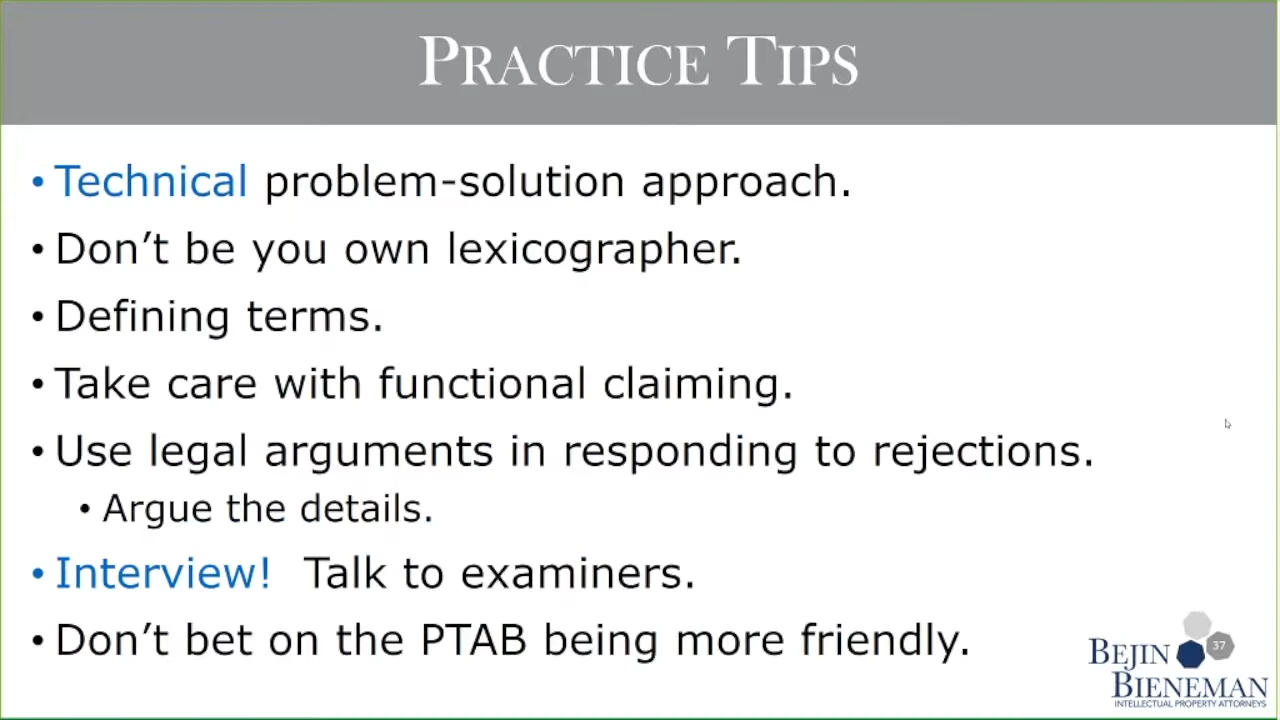 PRACTICE TIPS
• Technical problem-solution approach.
• Don’t be you own lexicographer.
• Defining terms.
• Take care with functional claiming.
• Use legal arguments in responding to rejections.
• Argue the details.
• Interview!  Talk to examiners.
• Don’t bet on the PTAB being more friendly.
37
BEJIN
BIENEMAN
INTELLECTUAL PROPERTY ATTORNEYS